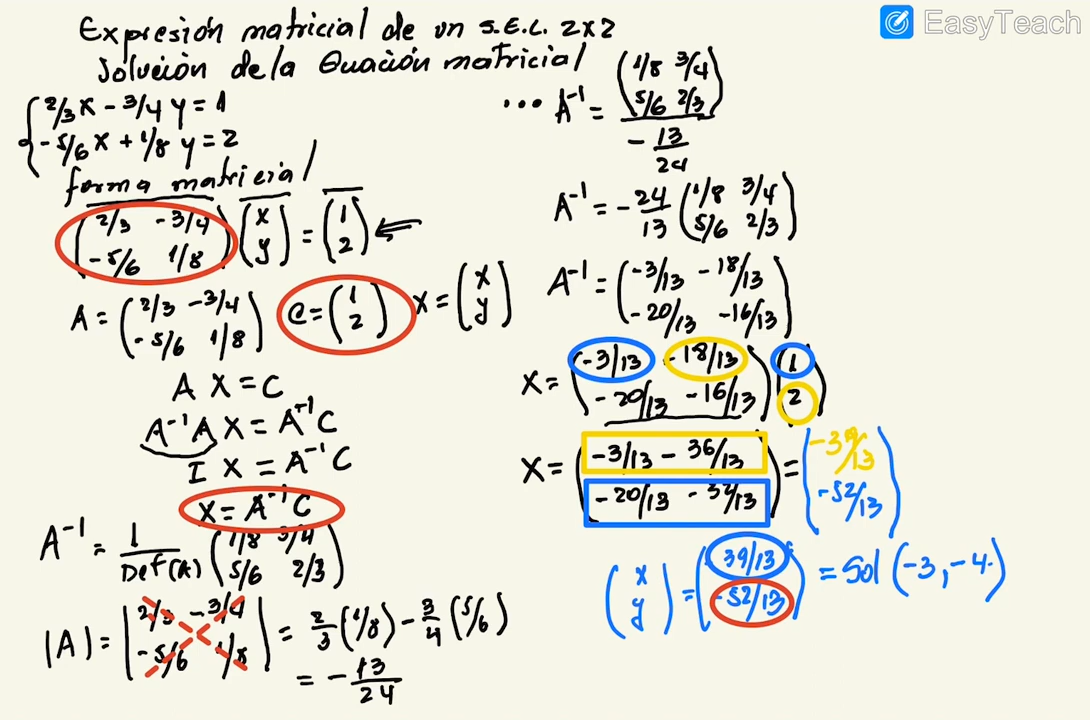 EasyTeach
Expresión matricial de un S.E.L. 2x2
Solución de la Ecuación matricial
2/3 x - 3/4 y = 1
-5/6 x + 1/8 y = 2
forma matricial
( 2/3 -3/4 ) ( x ) = ( 1 )
( -5/6 1/8 ) ( y ) ( 2 )
A = ( 2/3 -3/4 ) C = ( 1 ) X = ( x )
( -5/6 1/8 ) ( 2 ) ( y )
A X = C
A⁻¹A X = A⁻¹C
I X = A⁻¹C
X = A⁻¹C
A⁻¹ = 1 ( 1/8 3/4 )
Det(A) ( 5/6 2/3 )
|A| = | 2/3 -3/4 | = 2/3 (1/8) - 3/4 (5/6)
| -5/6 1/8 |
= - 13/24
... A⁻¹ = ( 1/8 3/4 )
( 5/6 2/3 )
- 13/24
A⁻¹ = - 24/13 ( 1/8 3/4 )
( 5/6 2/3 )
A⁻¹ = ( -3/13 -18/13 )
( -20/13 -16/13 )
X = ( -3/13 -18/13 ) ( 1 )
( -20/13 -16/13 ) ( 2 )
X = ( -3/13 - 36/13 ) = ( -39/13 )
( -20/13 - 32/13 ) ( -52/13 )
( x ) = ( 39/13 ) = Sol (-3, -4)
( y ) ( -52/13 )